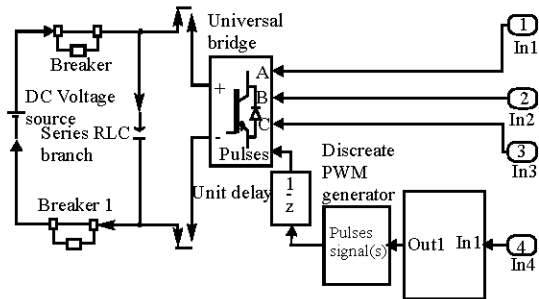 Universal
bridge
1
In1
Breaker
A
+
B
2
In2
DC Voltage
source
Series RLC
branch
C
-
3
In3
Pulses
Discreate
PWM
generator
Unit delay
1
-
z
Breaker 1
Pulses
signal(s)
Out1
In1
4
In4